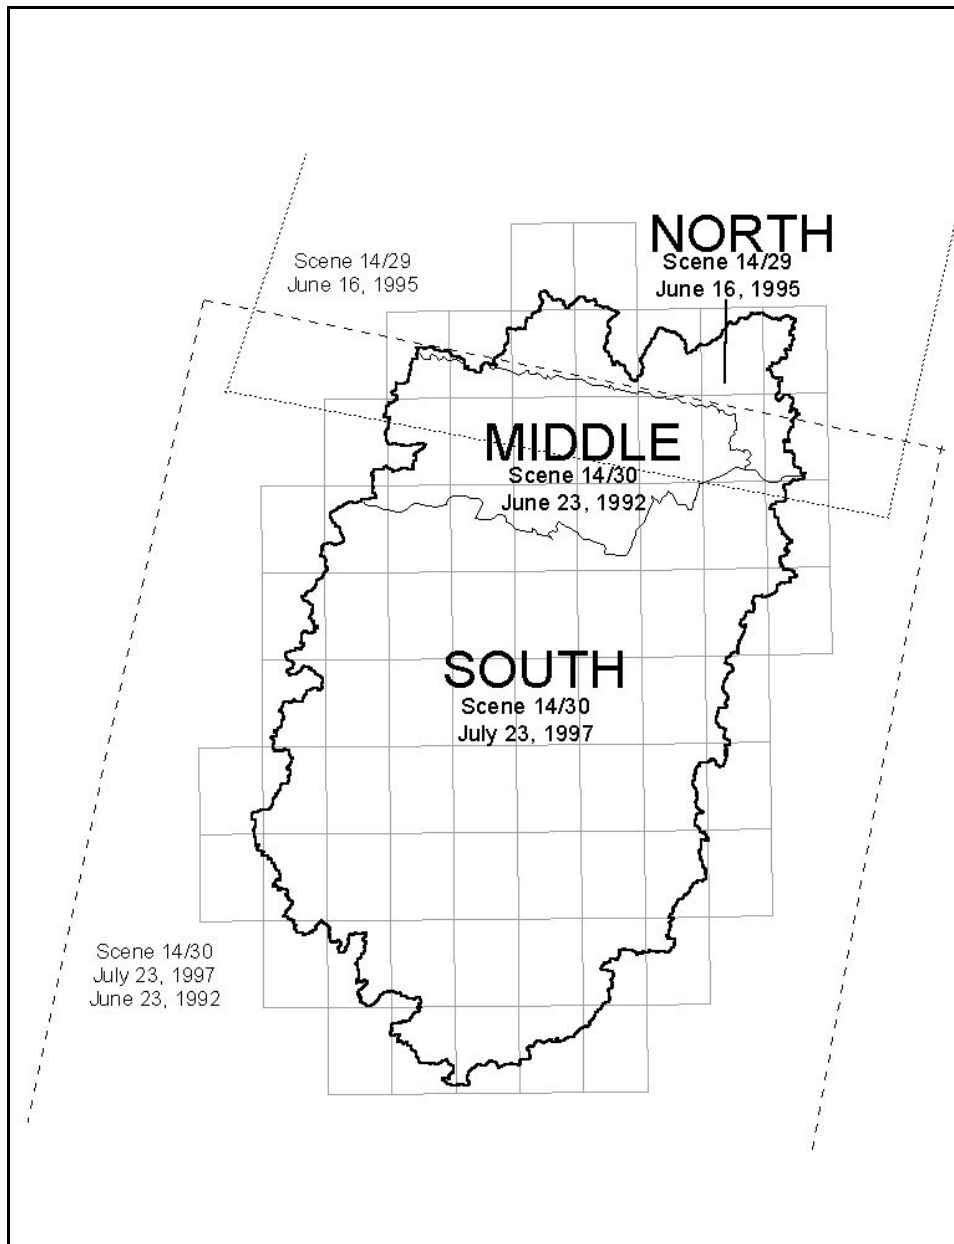 NORTH
Scene 14/29
June 16, 1995
Scene 14/29
June 16, 1995
MIDDLE
Scene 14/30
June 23, 1992
SOUTH
Scene 14/30
July 23, 1997
Scene 14/30
July 23, 1997
June 23, 1992